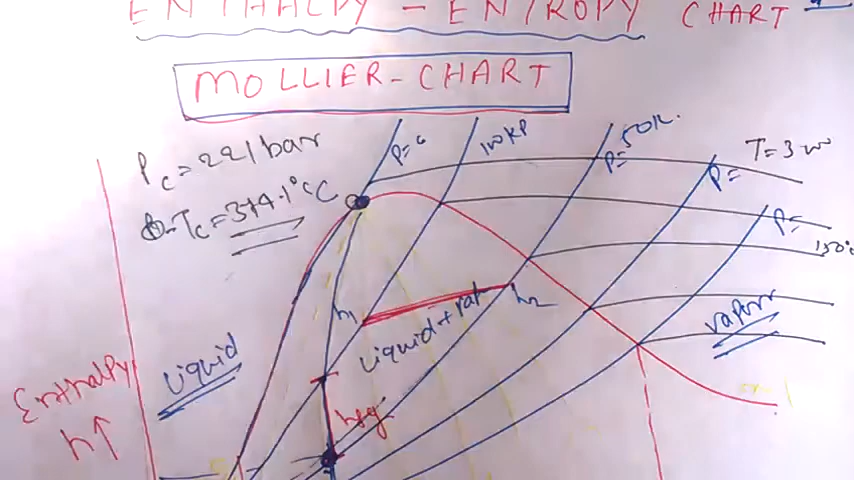 ENTHALPY - ENTROPY CHART
MOLLIER-CHART
Pc = 221 bar
Tc = 374.1°C
P=
P=50k.
P=
P=
T=3
h1
h2
Liquid
Liquid + vap
vapour
Enthalpy
h↑
hfg